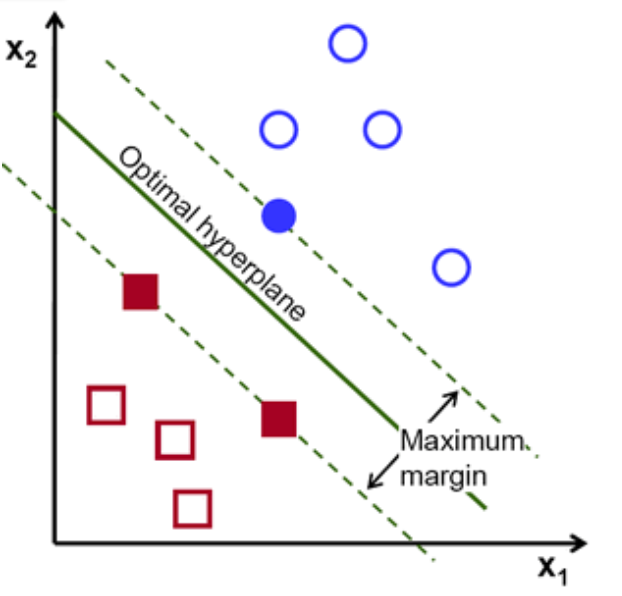 x₂
Optimal hyperplane
Maximum
margin
x₁